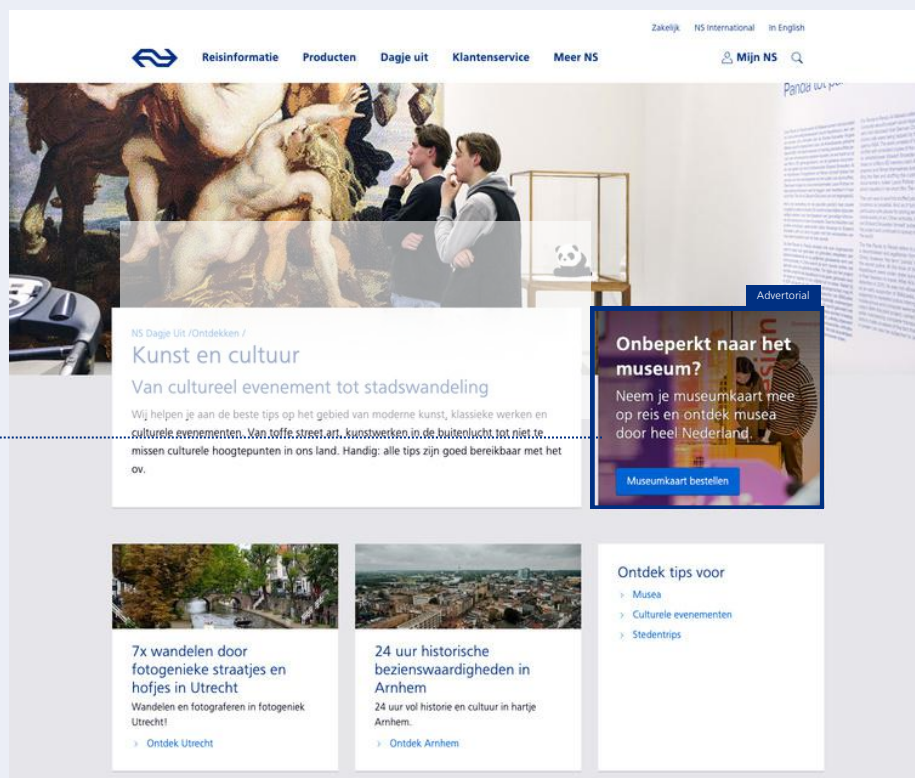 Zakelijk NS International In English
Reisinformatie Producten Dagje uit Klantenservice Meer NS Mijn NS
Panda tot
Advertorial
NS Dagje Uit /Ontdekken /
Kunst en cultuur
Van cultureel evenement tot stadswandeling
Wij helpen je aan de beste tips op het gebied van moderne kunst, klassieke werken en
culturele evenementen. Van toffe street art, kunstwerken in de buitenlucht tot niet te
missen culturele hoogtepunten in ons land. Handig: alle tips zijn goed bereikbaar met het
ov.
Onbeperkt naar het
museum?
Neem je museumkaart mee
op reis en ontdek musea
door heel Nederland.
Museumkaart bestellen
7x wandelen door
fotogenieke straatjes en
hofjes in Utrecht
Wandelen en fotograferen in fotogeniek
Utrecht!
Ontdek Utrecht
24 uur historische
bezienswaardigheden in
Arnhem
24 uur vol historie en cultuur in hartje
Arnhem.
Ontdek Arnhem
Ontdek tips voor
Musea
Culturele evenementen
Stedentrips